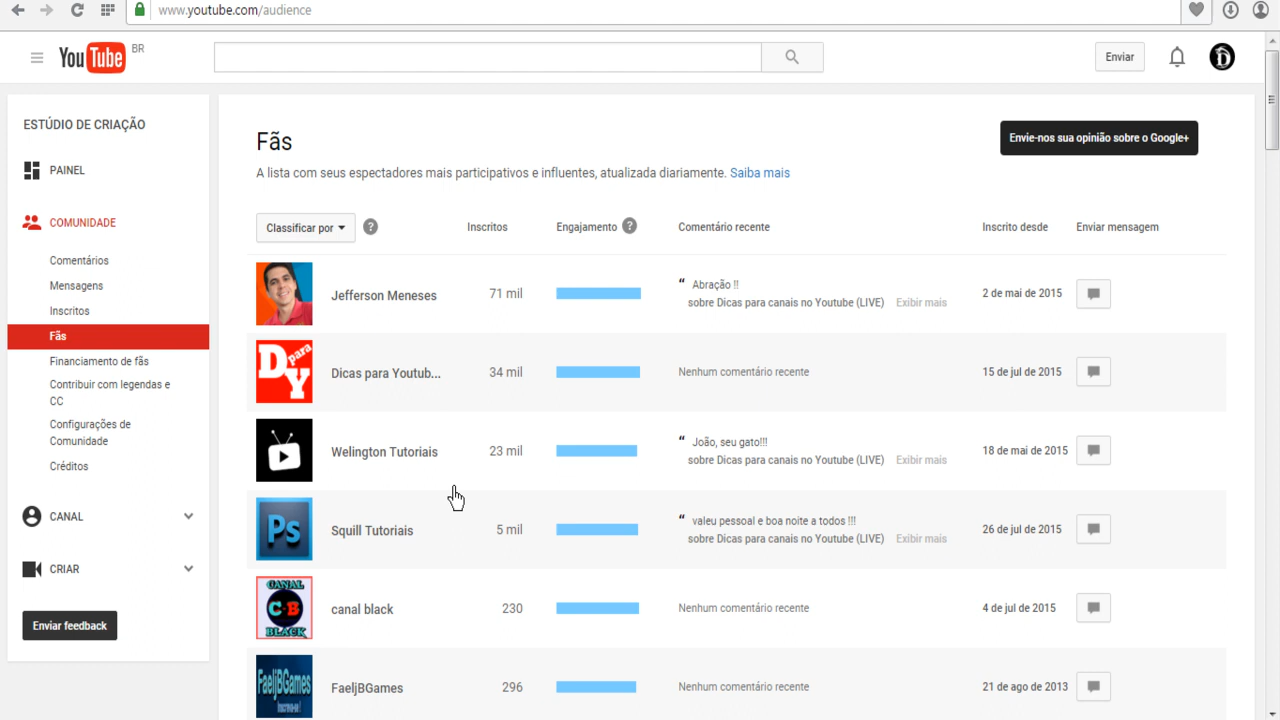 www.youtube.com/audience
YouTube BR
Enviar
ESTÚDIO DE CRIAÇÃO
PAINEL
COMUNIDADE
Comentários
Mensagens
Inscritos
Fãs
Financiamento de fãs
Contribuir com legendas e
CC
Configurações de
Comunidade
Créditos
CANAL
CRIAR
Enviar feedback
Fãs
Envie-nos sua opinião sobre o Google+
A lista com seus espectadores mais participativos e influentes, atualizada diariamente. Saiba mais
Classificar por ? Inscritos Engajamento ? Comentário recente Inscrito desde Enviar mensagem
Jefferson Meneses 71 mil “ Abração !! 2 de mai de 2015
sobre Dicas para canais no Youtube (LIVE) Exibir mais
D para Y
Dicas para Youtub... 34 mil Nenhum comentário recente 15 de jul de 2015
Welington Tutoriais 23 mil “ João, seu gato!!! 18 de mai de 2015
sobre Dicas para canais no Youtube (LIVE) Exibir mais
Ps
Squill Tutoriais 5 mil “ valeu pessoal e boa noite a todos !!! 26 de jul de 2015
sobre Dicas para canais no Youtube (LIVE) Exibir mais
CANAL
C-B
BLACK
canal black 230 Nenhum comentário recente 4 de jul de 2015
FaeljBGames
Inscreva-se !
FaeljBGames 296 Nenhum comentário recente 21 de ago de 2013